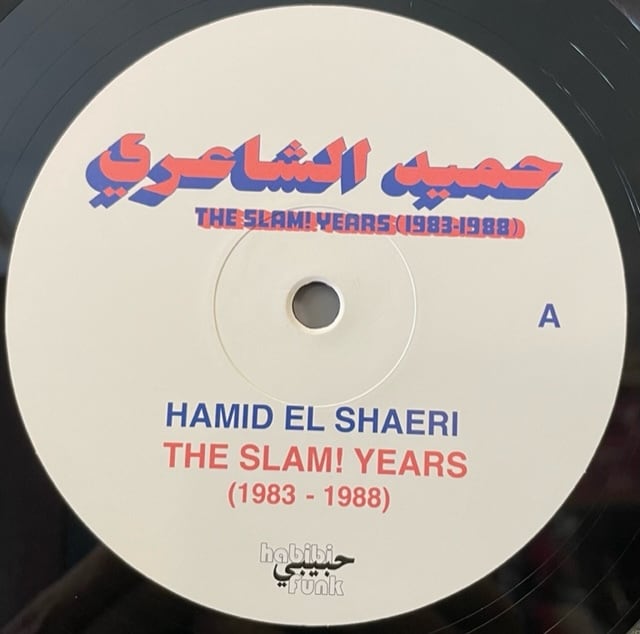 حميد الشاعري
THE SLAM! YEARS (1983-1988)
A
HAMID EL SHAERI
THE SLAM! YEARS
(1983 - 1988)
habibi
حبيبي
funk